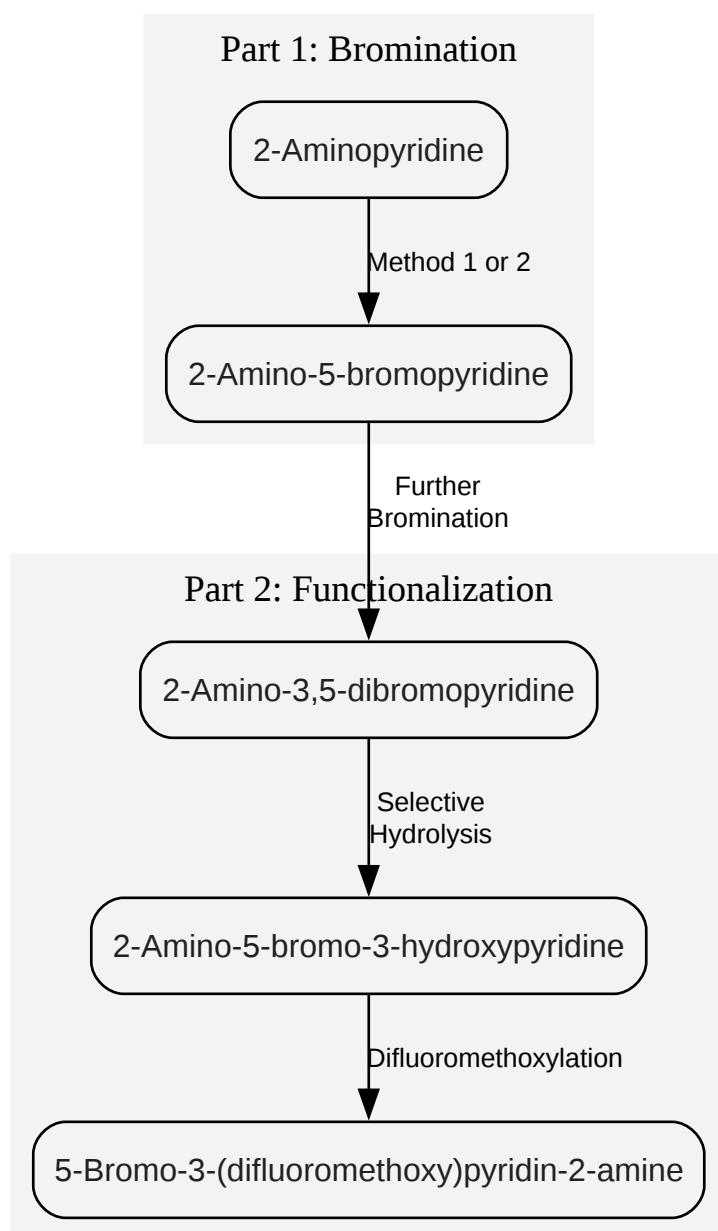 Part 1: Bromination
2-Aminopyridine
Method 1 or 2
2-Amino-5-bromopyridine
Further
Bromination
Part 2: Functionalization
2-Amino-3,5-dibromopyridine
Selective
Hydrolysis
2-Amino-5-bromo-3-hydroxypyridine
Difluoromethoxylation
5-Bromo-3-(difluoromethoxy)pyridin-2-amine